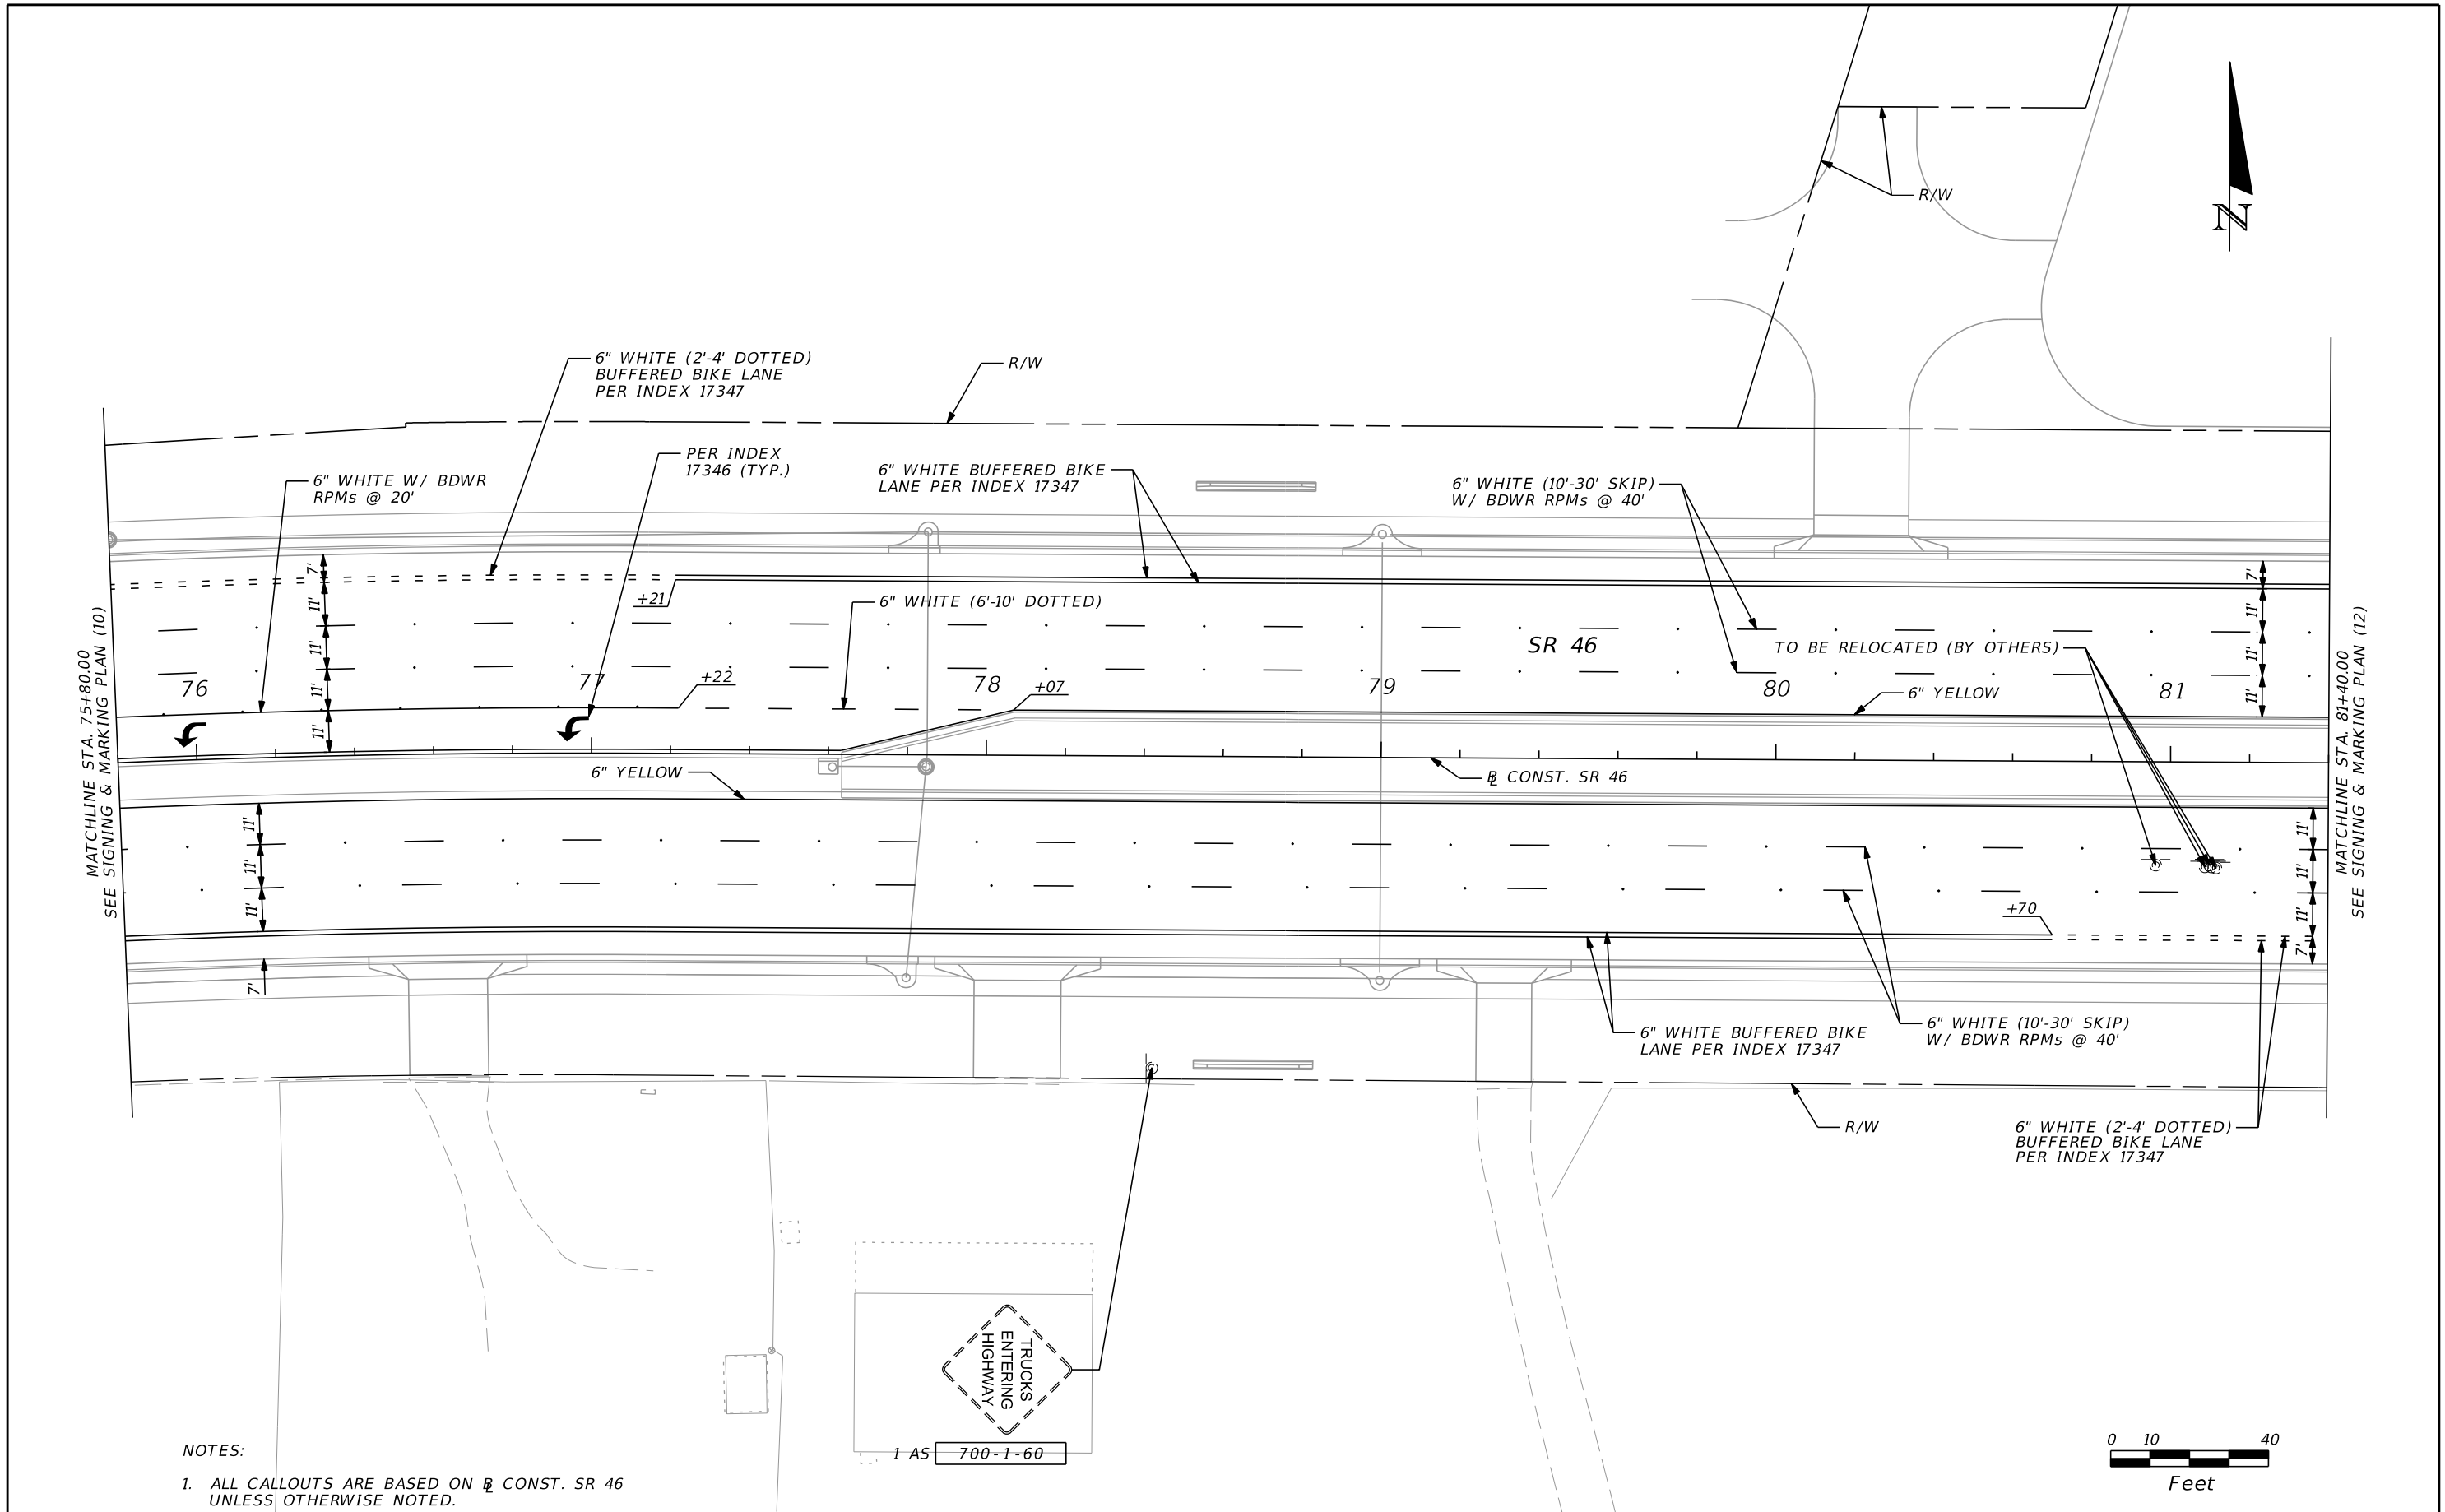 R/W
N
6" WHITE (2'-4' DOTTED)
BUFFERED BIKE LANE
PER INDEX 17347
R/W
PER INDEX
17346 (TYP.)
6" WHITE W/ BDWR
RPMs @ 20'
6" WHITE BUFFERED BIKE
LANE PER INDEX 17347
6" WHITE (10'-30' SKIP)
W/ BDWR RPMs @ 40'
7'
11'
11'
11'
11'
+21
6" WHITE (6'-10' DOTTED)
SR 46
TO BE RELOCATED (BY OTHERS)
7'
11'
11'
11'
76
77
+22
78
+07
79
80
6" YELLOW
81
MATCHLINE STA. 75+80.00
SEE SIGNING & MARKING PLAN (10)
MATCHLINE STA. 81+40.00
SEE SIGNING & MARKING PLAN (12)
6" YELLOW
BL CONST. SR 46
11'
11'
11'
7'
11'
11'
11'
7'
+70
6" WHITE BUFFERED BIKE
LANE PER INDEX 17347
6" WHITE (10'-30' SKIP)
W/ BDWR RPMs @ 40'
R/W
6" WHITE (2'-4' DOTTED)
BUFFERED BIKE LANE
PER INDEX 17347
TRUCKS
ENTERING
HIGHWAY
1 AS 700-1-60
NOTES:
1. ALL CALLOUTS ARE BASED ON BL CONST. SR 46
UNLESS OTHERWISE NOTED.
0 10 40
Feet